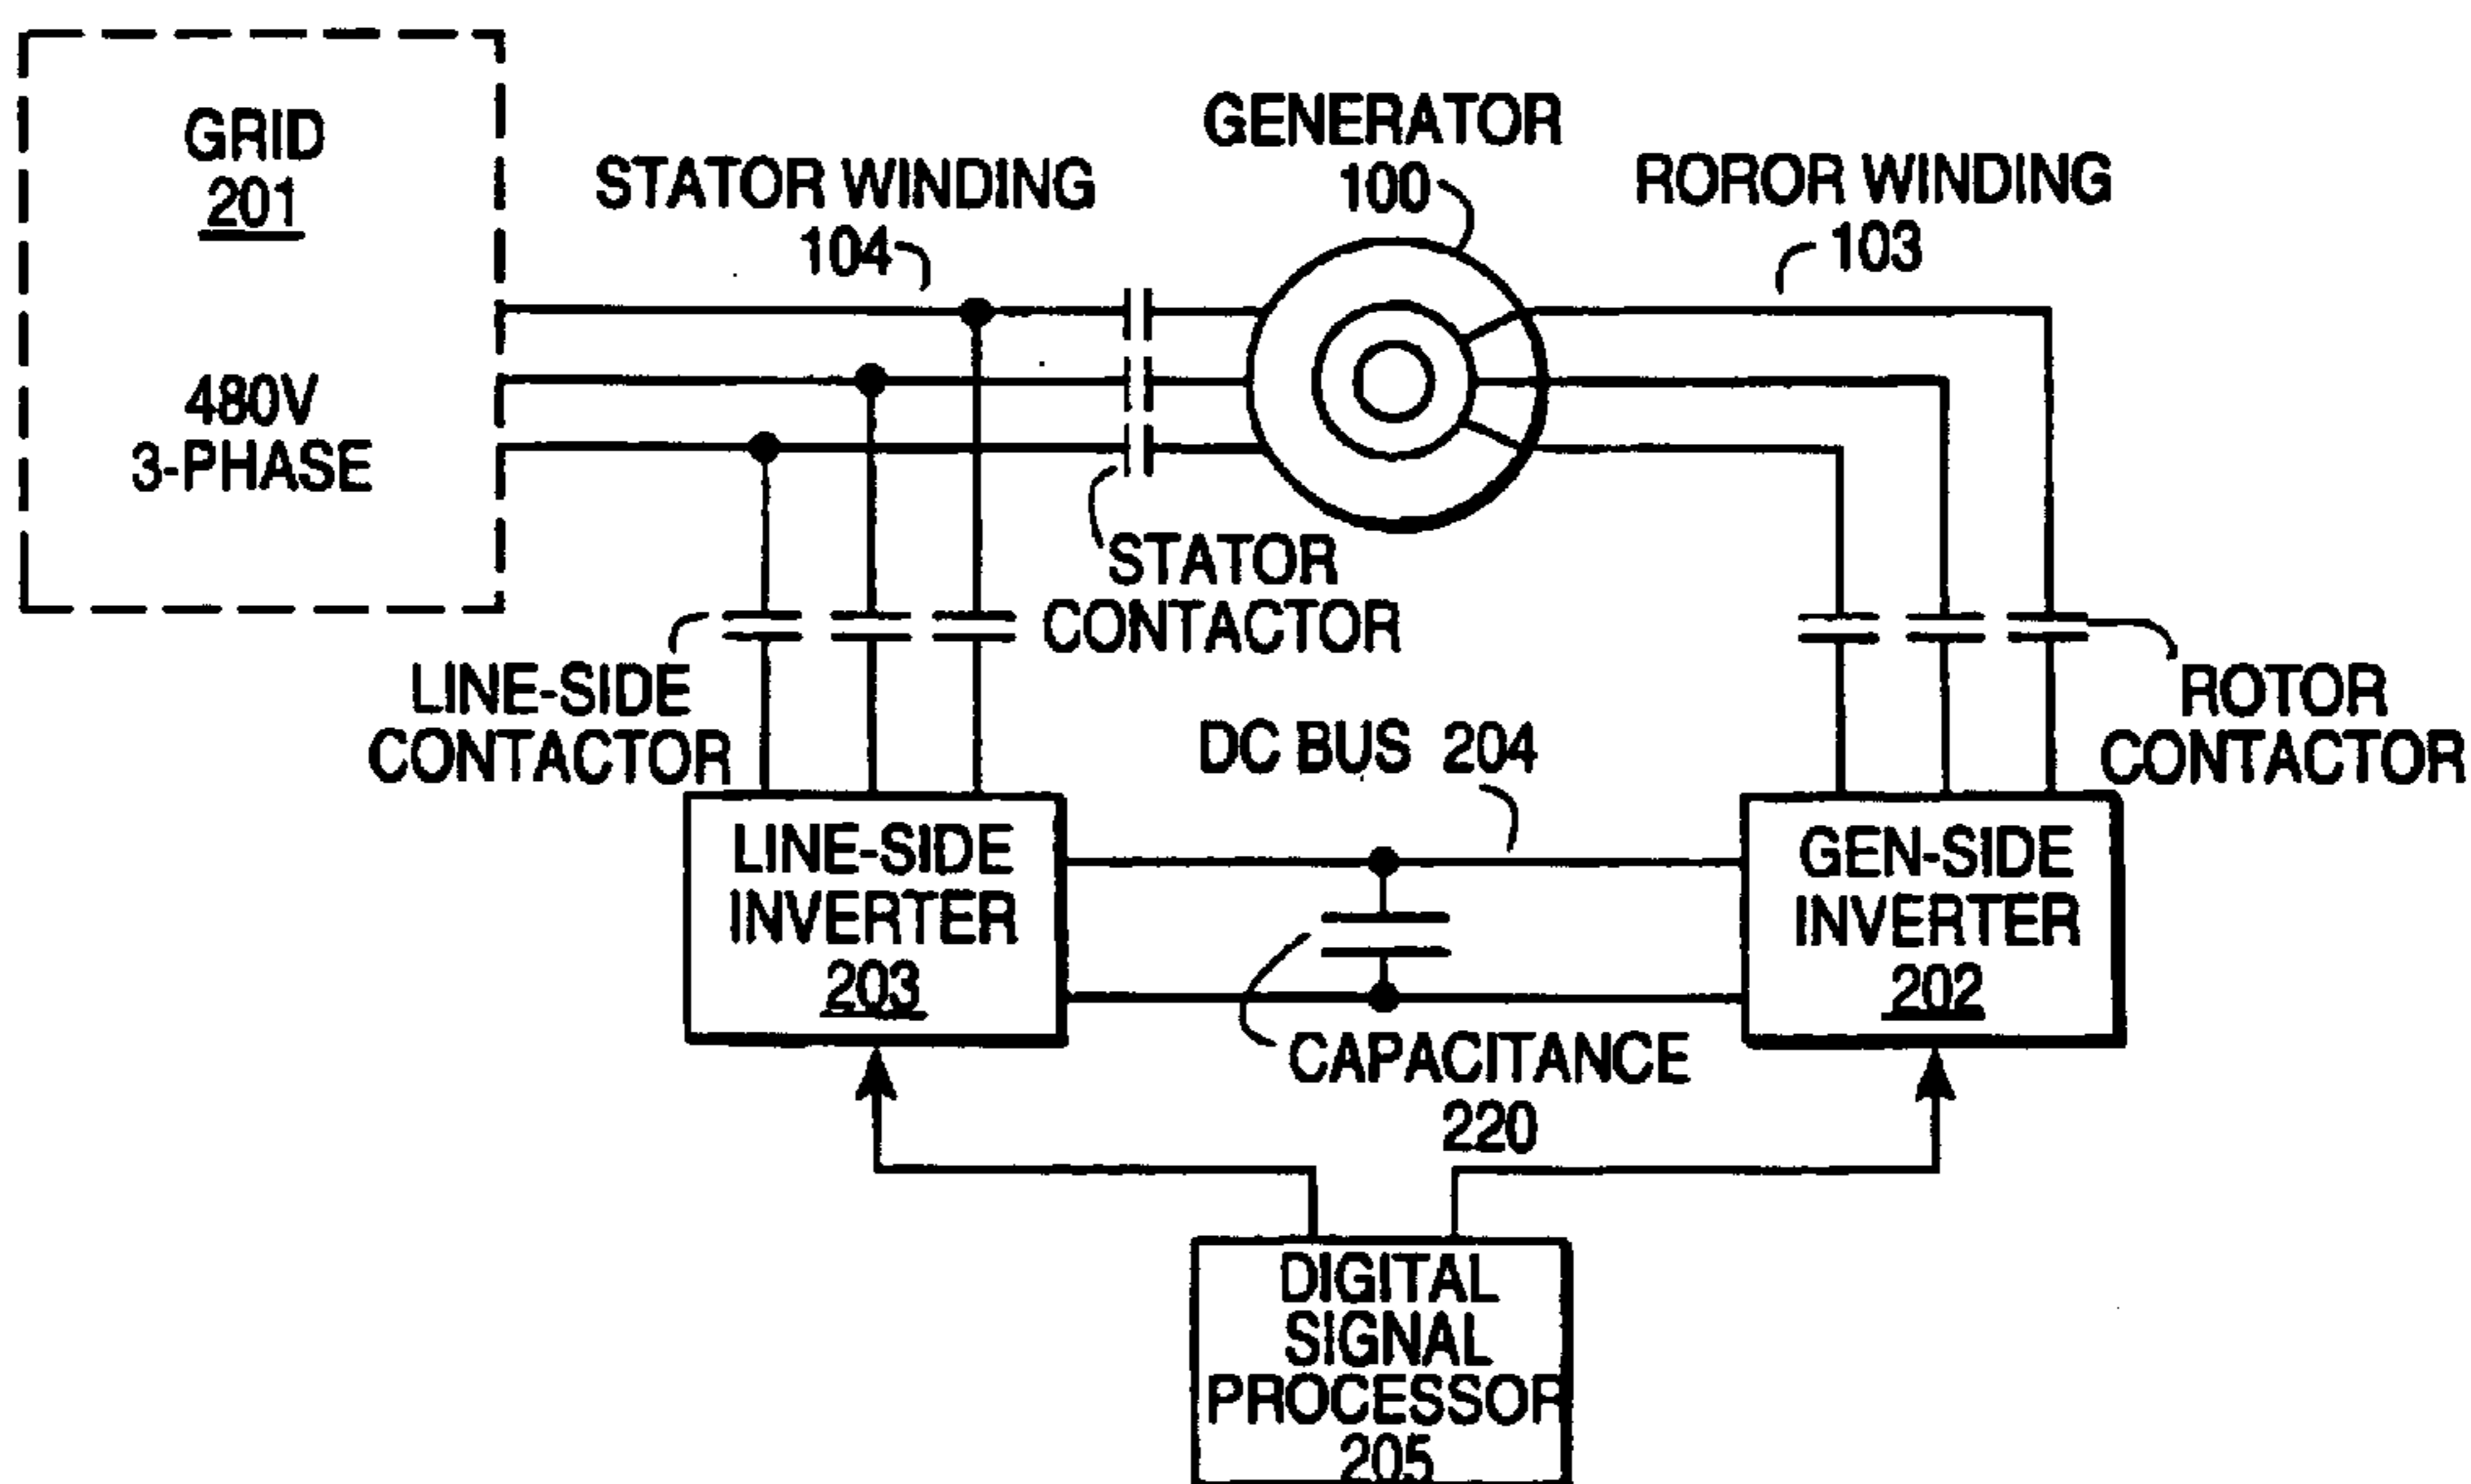 GRID
201
480V
3-PHASE
STATOR WINDING
104
GENERATOR
100
ROROR WINDING
103
STATOR
CONTACTOR
LINE-SIDE
CONTACTOR
ROTOR
CONTACTOR
DC BUS 204
LINE-SIDE
INVERTER
203
GEN-SIDE
INVERTER
202
CAPACITANCE
220
DIGITAL
SIGNAL
PROCESSOR
205